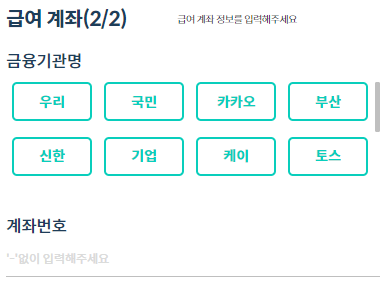 급여 계좌(2/2) 급여 계좌 정보를 입력해주세요
금융기관명
우리 국민 카카오 부산
신한 기업 케이 토스
계좌번호
'-'없이 입력해주세요